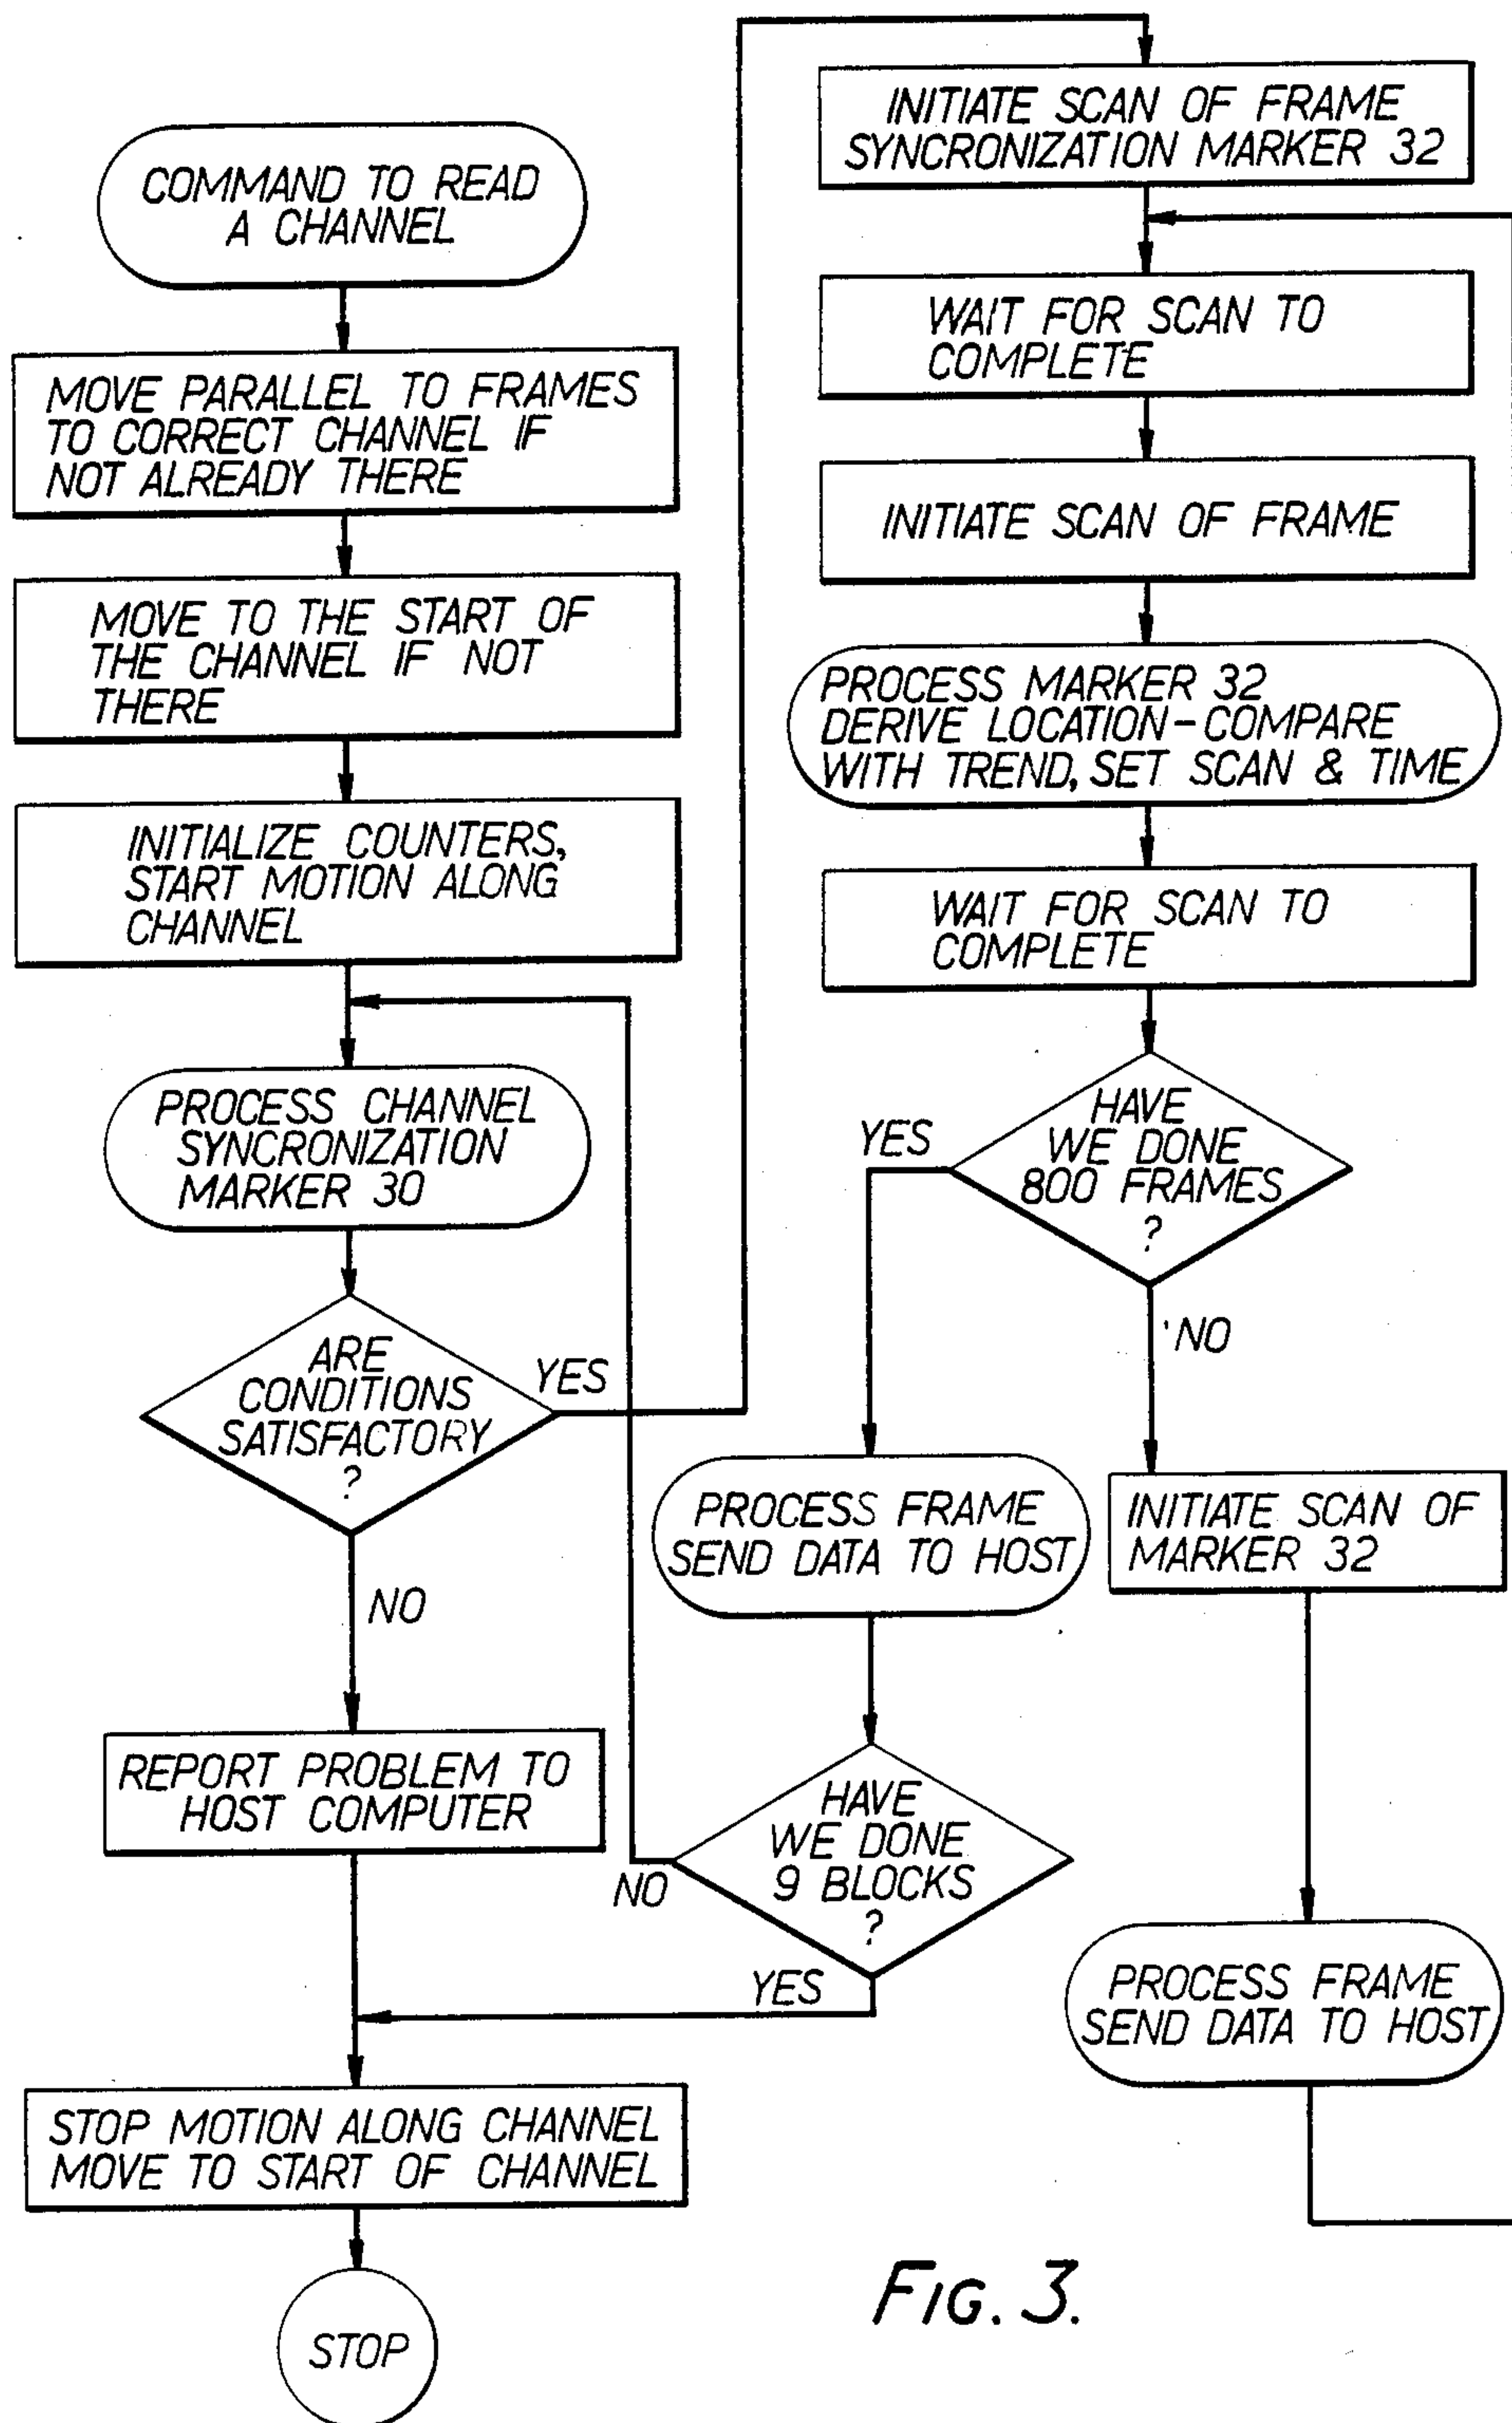 COMMAND TO READ
A CHANNEL
MOVE PARALLEL TO FRAMES
TO CORRECT CHANNEL IF
NOT ALREADY THERE
MOVE TO THE START OF
THE CHANNEL IF NOT
THERE
INITIALIZE COUNTERS,
START MOTION ALONG
CHANNEL
PROCESS CHANNEL
SYNCRONIZATION
MARKER 30
ARE
CONDITIONS
SATISFACTORY
?
YES
NO
REPORT PROBLEM TO
HOST COMPUTER
STOP MOTION ALONG CHANNEL
MOVE TO START OF CHANNEL
STOP
INITIATE SCAN OF FRAME
SYNCRONIZATION MARKER 32
WAIT FOR SCAN TO
COMPLETE
INITIATE SCAN OF FRAME
PROCESS MARKER 32
DERIVE LOCATION-COMPARE
WITH TREND, SET SCAN & TIME
WAIT FOR SCAN TO
COMPLETE
HAVE
WE DONE
800 FRAMES
?
YES
NO
PROCESS FRAME
SEND DATA TO HOST
HAVE
WE DONE
9 BLOCKS
?
NO
YES
INITIATE SCAN OF
MARKER 32
PROCESS FRAME
SEND DATA TO HOST
FIG. 3.